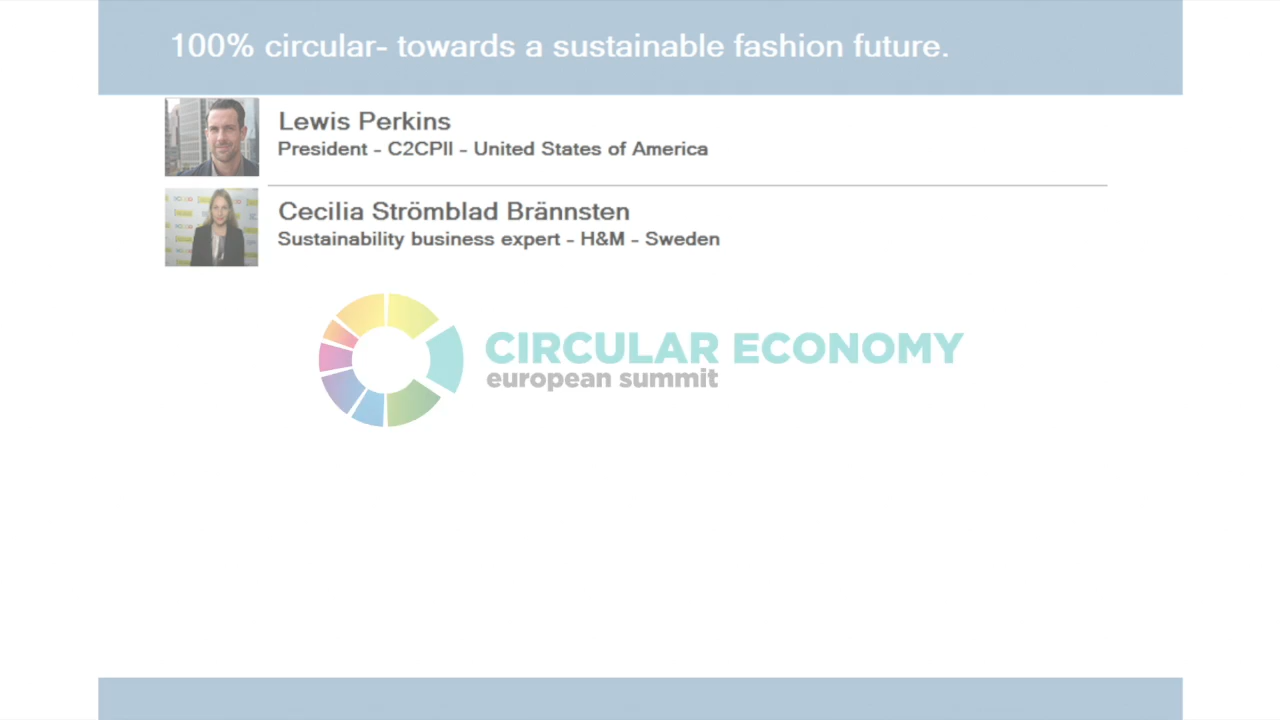 100% circular- towards a sustainable fashion future.
Lewis Perkins
President - C2CPII - United States of America
Cecilia Strömblad Brännsten
Sustainability business expert - H&M - Sweden
CIRCULAR ECONOMY
european summit